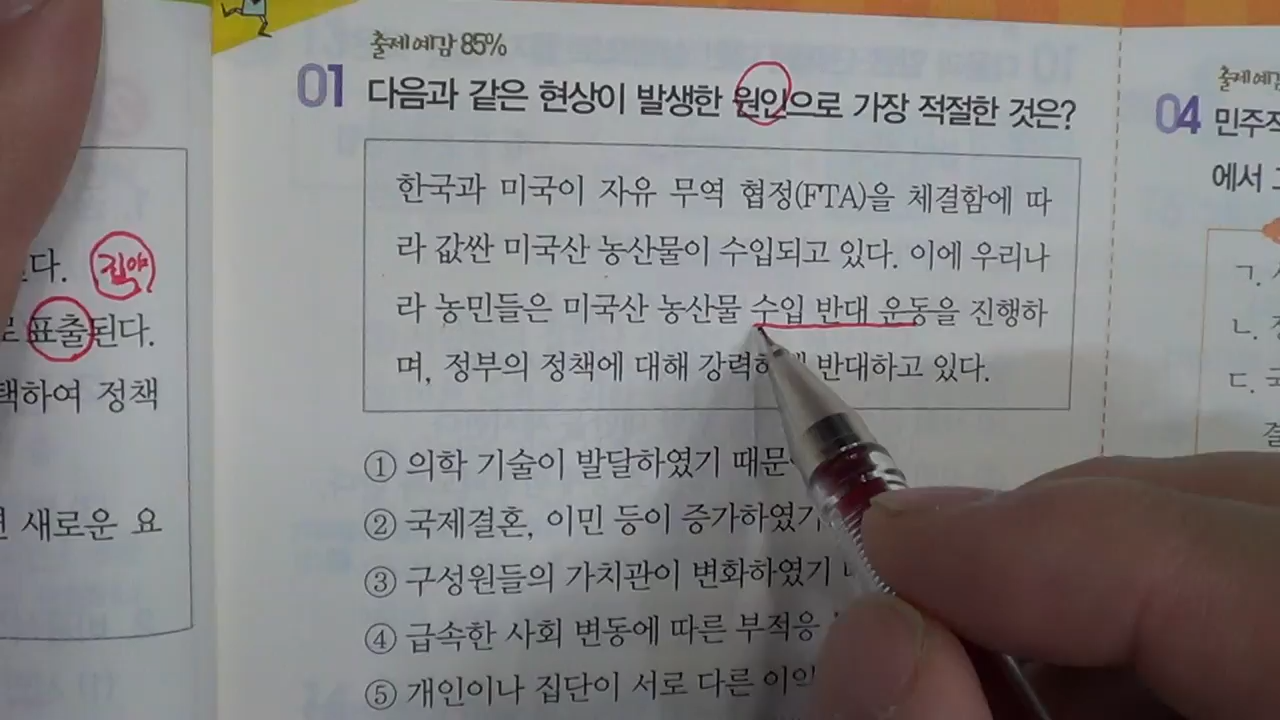 다. 집약
표출된다.
택하여 정책
새로운 요
출제 예감 85%
01 다음과 같은 현상이 발생한 원인으로 가장 적절한 것은?
한국과 미국이 자유 무역 협정(FTA)을 체결함에 따
라 값싼 미국산 농산물이 수입되고 있다. 이에 우리나
라 농민들은 미국산 농산물 수입 반대 운동을 진행하
며, 정부의 정책에 대해 강력하게 반대하고 있다.
① 의학 기술이 발달하였기 때문
② 국제결혼, 이민 등이 증가하였기
③ 구성원들의 가치관이 변화하였기
④ 급속한 사회 변동에 따른 부적응
⑤ 개인이나 집단이 서로 다른
출제 예감
04 민주적
에서
ㄱ.
ㄴ.
ㄷ.